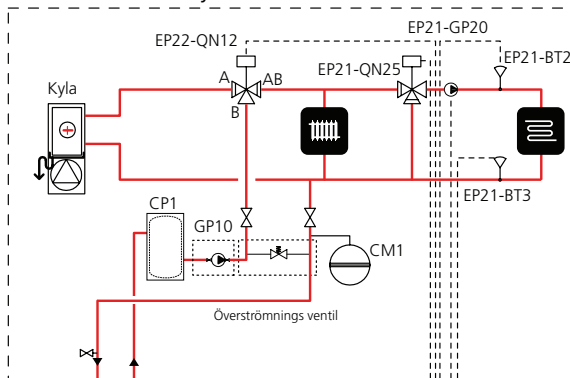 EP21-GP20
EP22-QN12
EP21-BT2
EP21-QN25
A
AB
Kyla
B
EP21-BT3
CP1
GP10
CM1
Överströmnings ventil